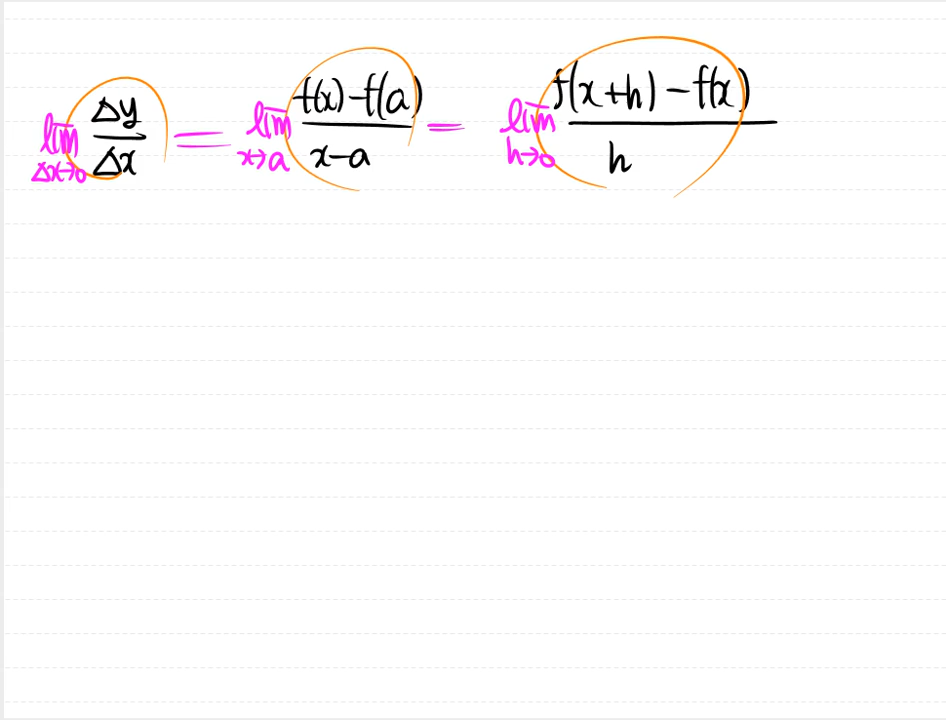 lim Δx→0 Δy/Δx = lim x→a (f(x)-f(a))/(x-a) = lim h→0 (f(x+h)-f(x))/h